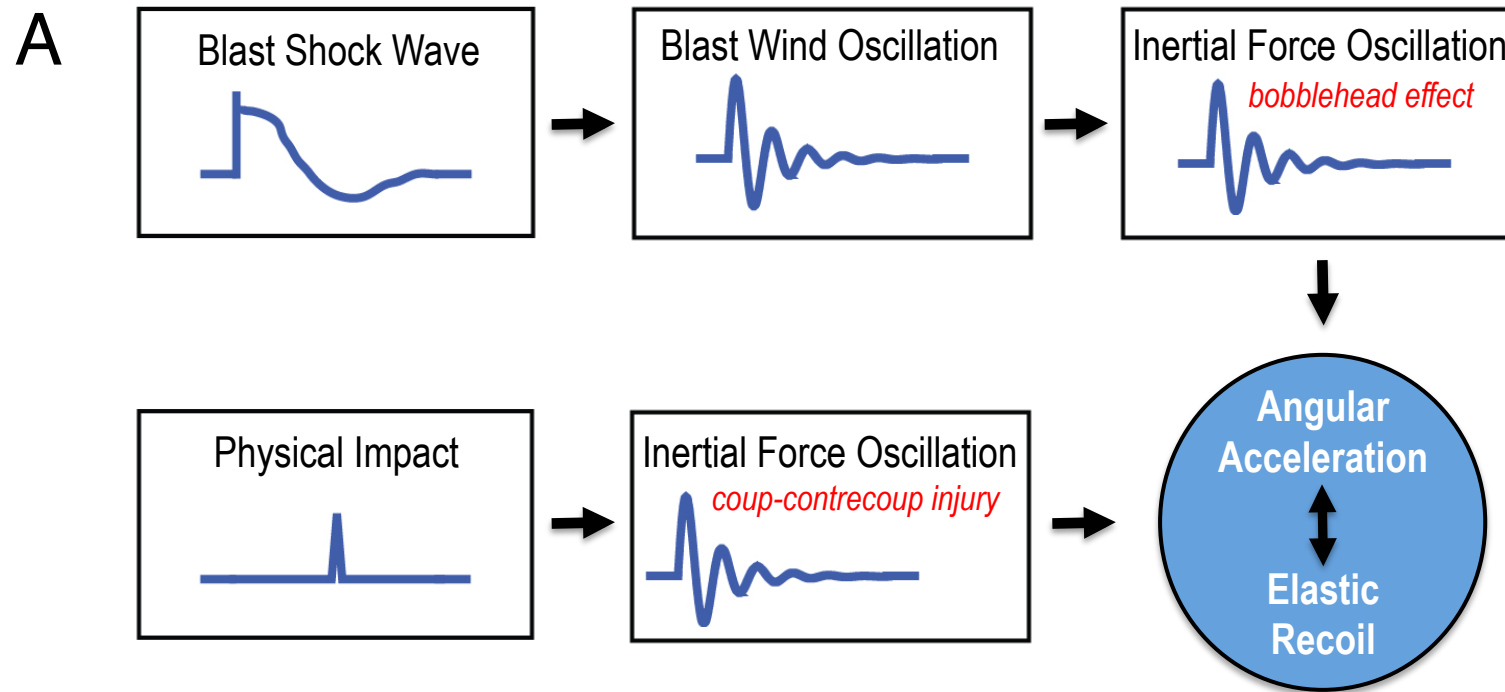 A
Blast Shock Wave
Blast Wind Oscillation
Inertial Force Oscillation
bobblehead effect
Physical Impact
Inertial Force Oscillation
coup-contrecoup injury
Angular
Acceleration
Elastic
Recoil